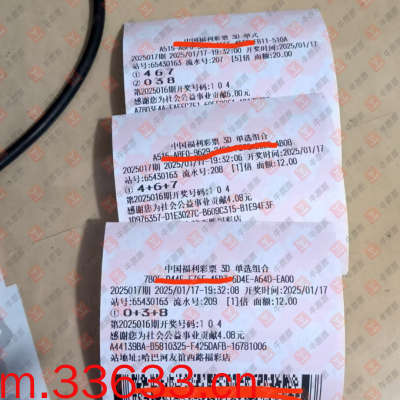 中国福利彩票 3D 单式
2025017期 2025/01/17-19:32:00 开奖时间:2025/01/17
站号:65430163 流水号:207 [5]倍 面额:20.00
① 4 6 7
② 0 3 8
第2025016期开奖号码:1 0 4
感谢您为社会公益事业贡献6.80元
中国福利彩票 3D 单选组合
2025017期 2025/01/17-19:32:06 开奖时间:2025/01/17
站号:65430163 流水号:208 [1]倍 面额:12.00
① 4+6+7
第2025016期开奖号码:1 0 4
感谢您为社会公益事业贡献4.08元
3D976357-D1E3027C-B609C315-B1E94F3F
中国福利彩票 3D 单选组合
2025017期 2025/01/17-19:32:08 开奖时间:2025/01/17
站号:65430163 流水号:209 [1]倍 面额:12.00
① 0+3+8
第2025016期开奖号码:1 0 4
感谢您为社会公益事业贡献4.08元
A44139BA-B5810325-F425DAFB-16781006
站地址:哈巴河友谊西路福彩店
m.33633.cn